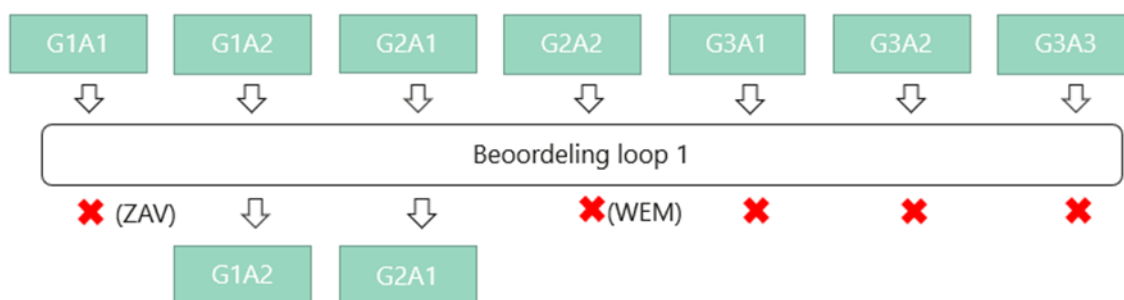 G1A1 G1A2 G2A1 G2A2 G3A1 G3A2 G3A3
Beoordeling loop 1
(ZAV) (WEM)
G1A2 G2A1